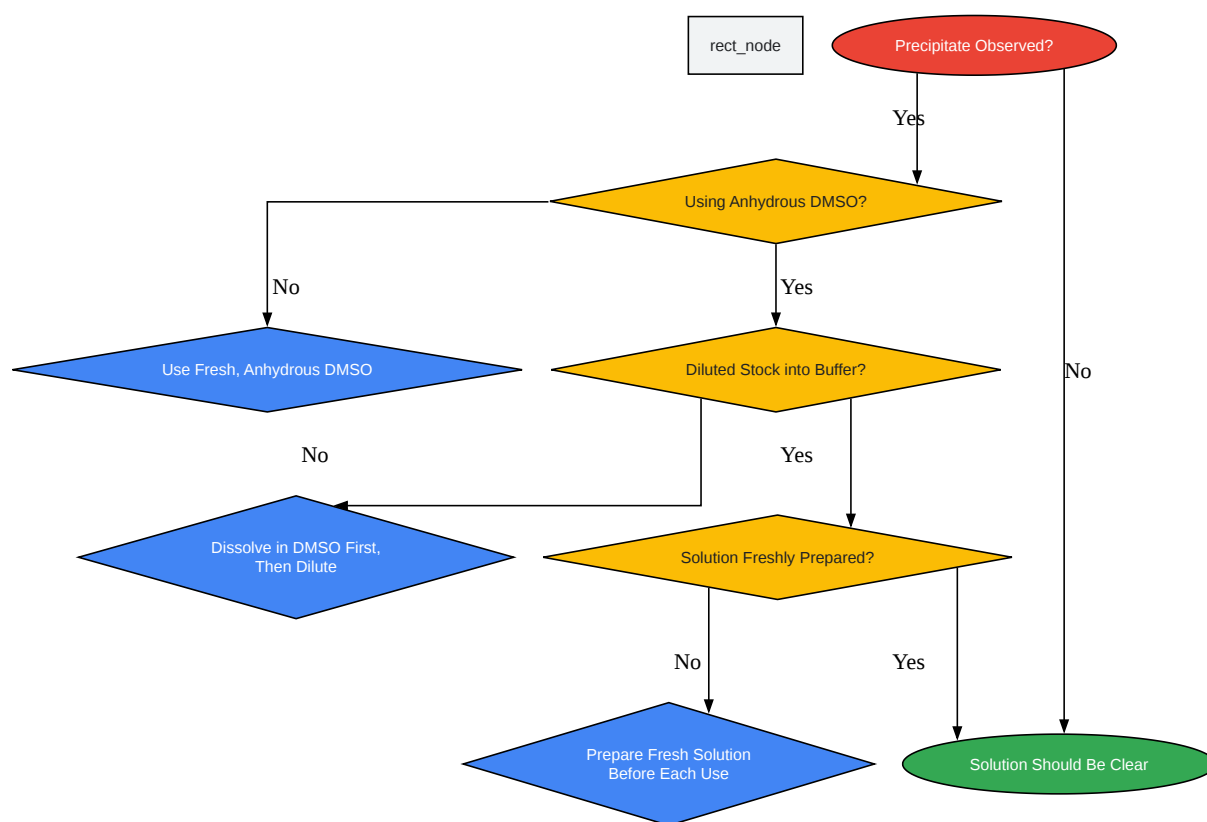 rect_node
Precipitate Observed?
Yes
Using Anhydrous DMSO?
No
Yes
Use Fresh, Anhydrous DMSO
Diluted Stock into Buffer?
No
No
Yes
Dissolve in DMSO First,
Then Dilute
Solution Freshly Prepared?
No
Yes
Prepare Fresh Solution
Before Each Use
Solution Should Be Clear